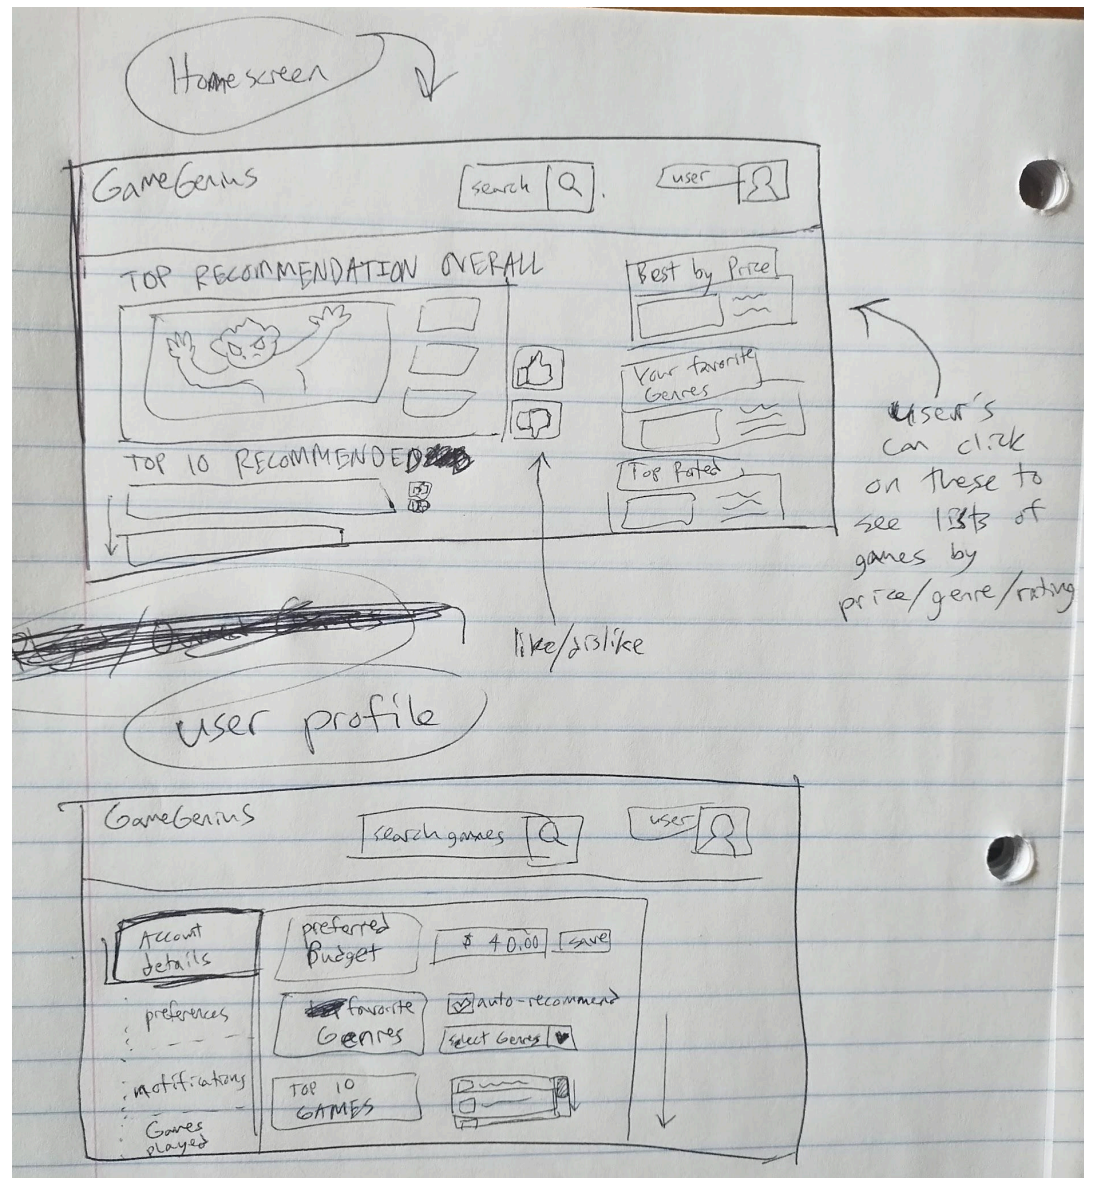 Homescreen
GameGenius
search
user
TOP RECOMMENDATION OVERALL
Best by Price
Your favorite
Genres
TOP 10 RECOMMENDED
Top Rated
user's
can click
on these to
see lists of
games by
price/genre/rating
like/dislike
user profile
GameGenius
search games
user
Account
details
preferences
notifications
Games
played
preferred
Budget
$ 40.00
save
favorite
Genres
auto-recommend
Select Genres
TOP 10
GAMES